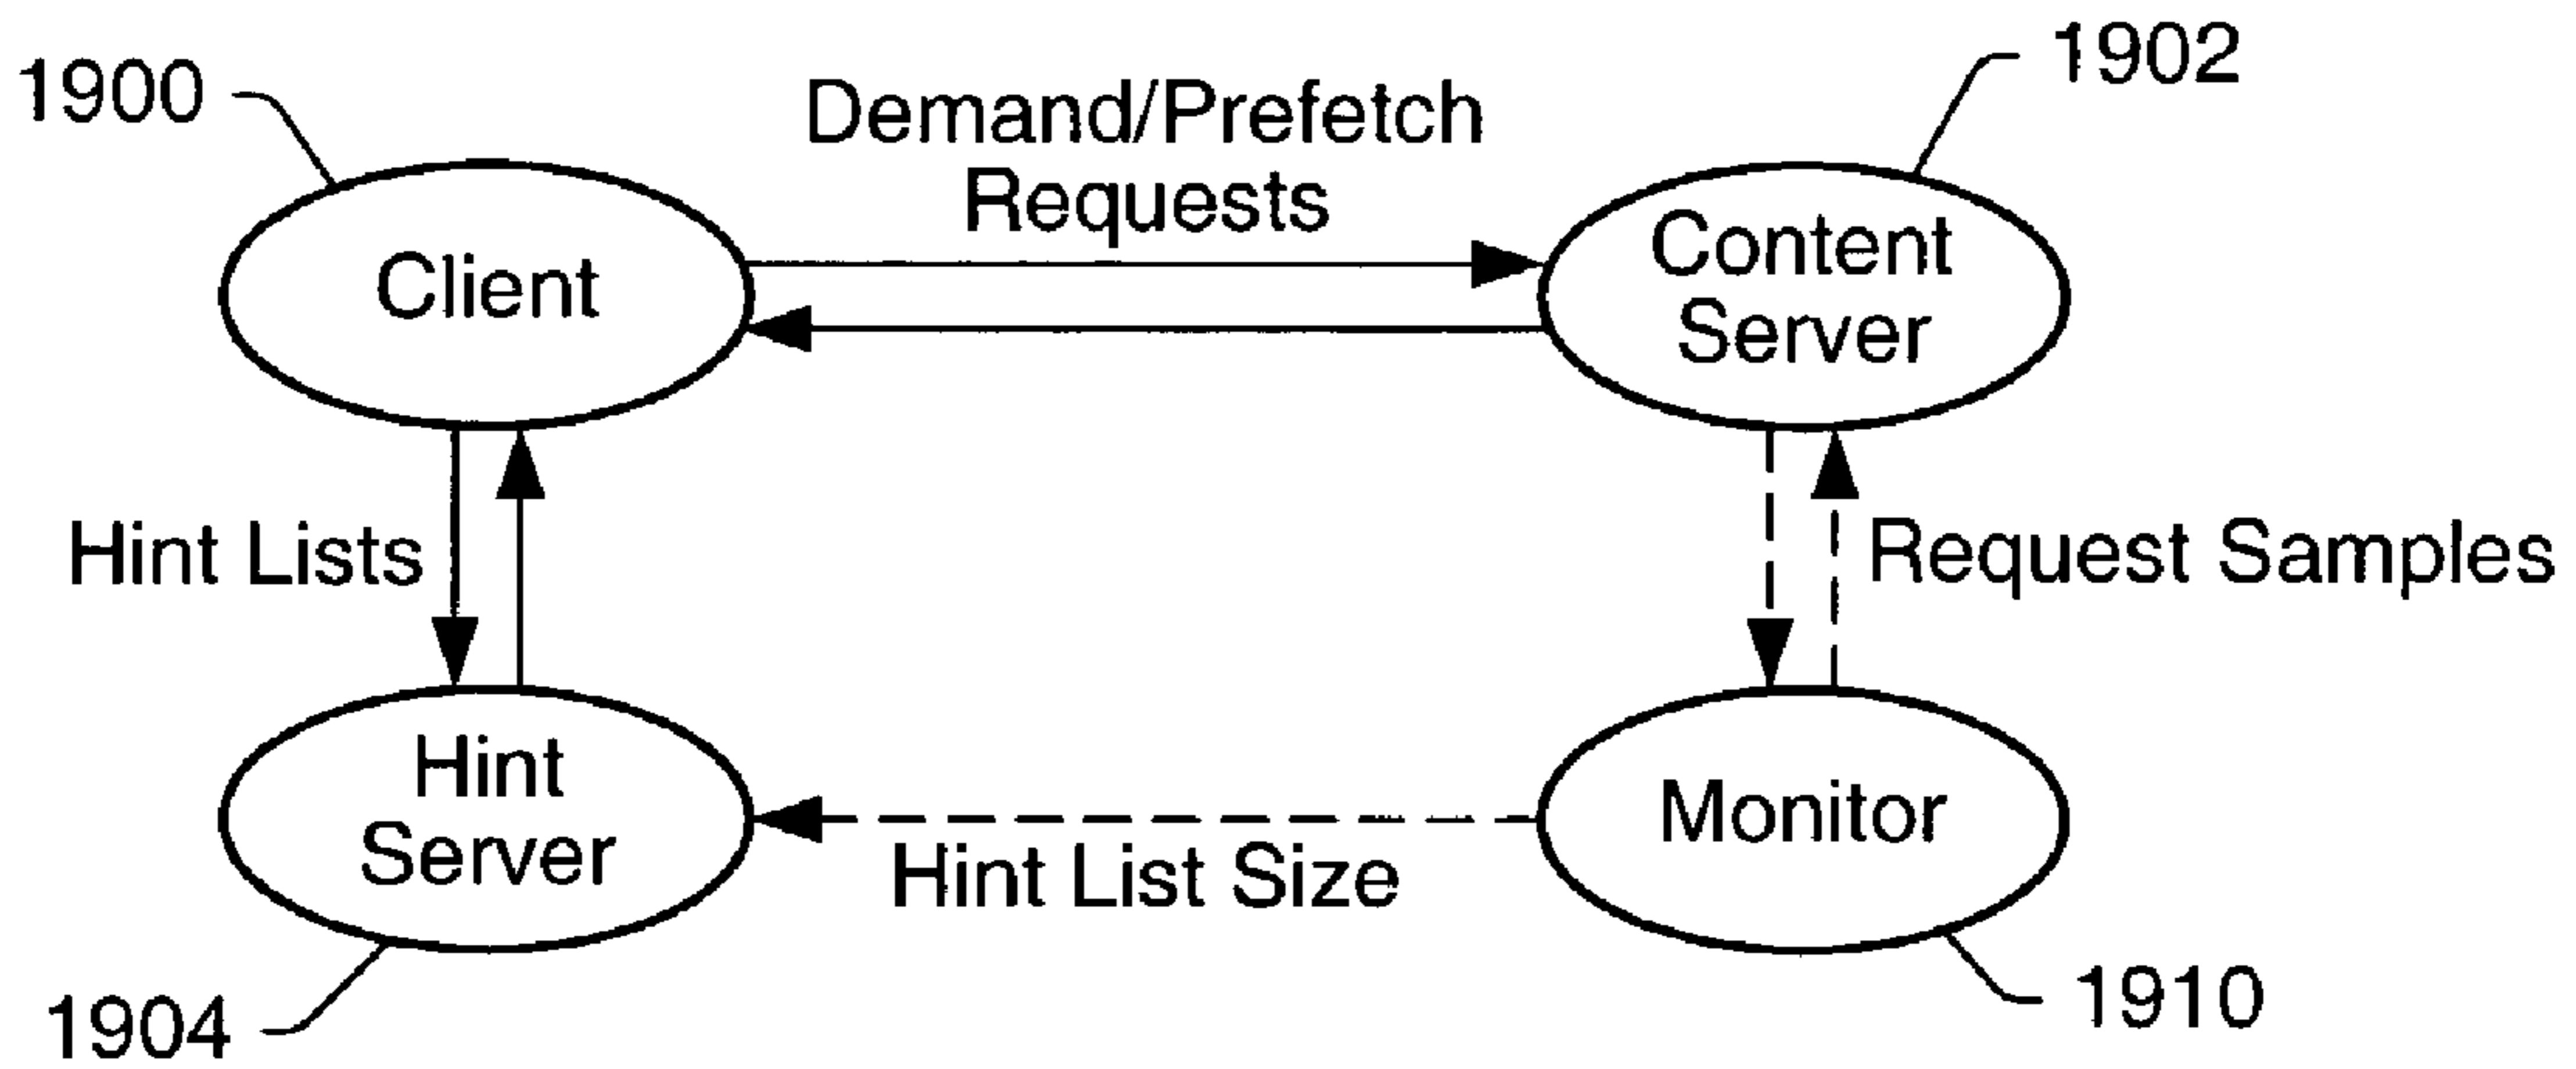 1900
1902
Demand/Prefetch
Requests
Client
Content
Server
Hint Lists
Request Samples
Hint
Server
Monitor
Hint List Size
1904
1910